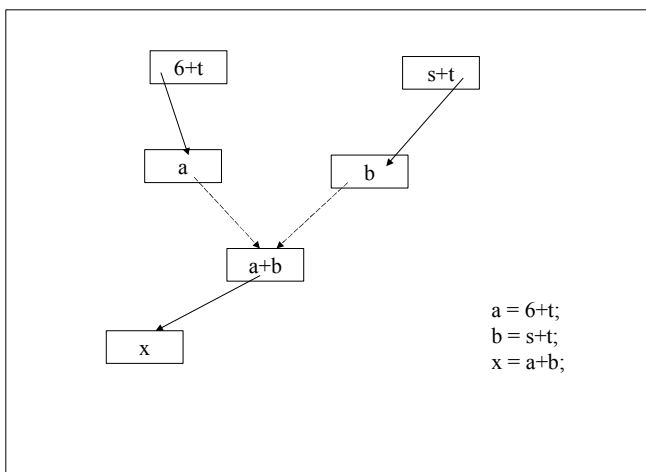 6+t
s+t
a
b
a+b
x
a = 6+t;
b = s+t;
x = a+b;